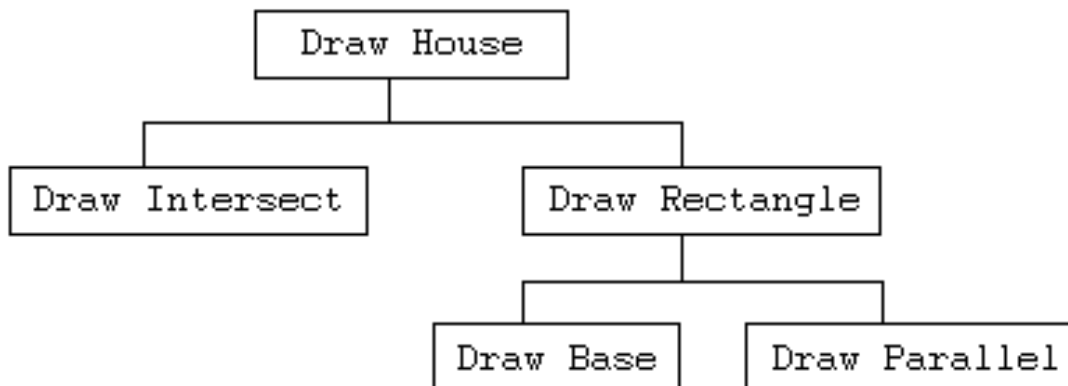 Draw House
Draw Intersect
Draw Rectangle
Draw Base
Draw Parallel